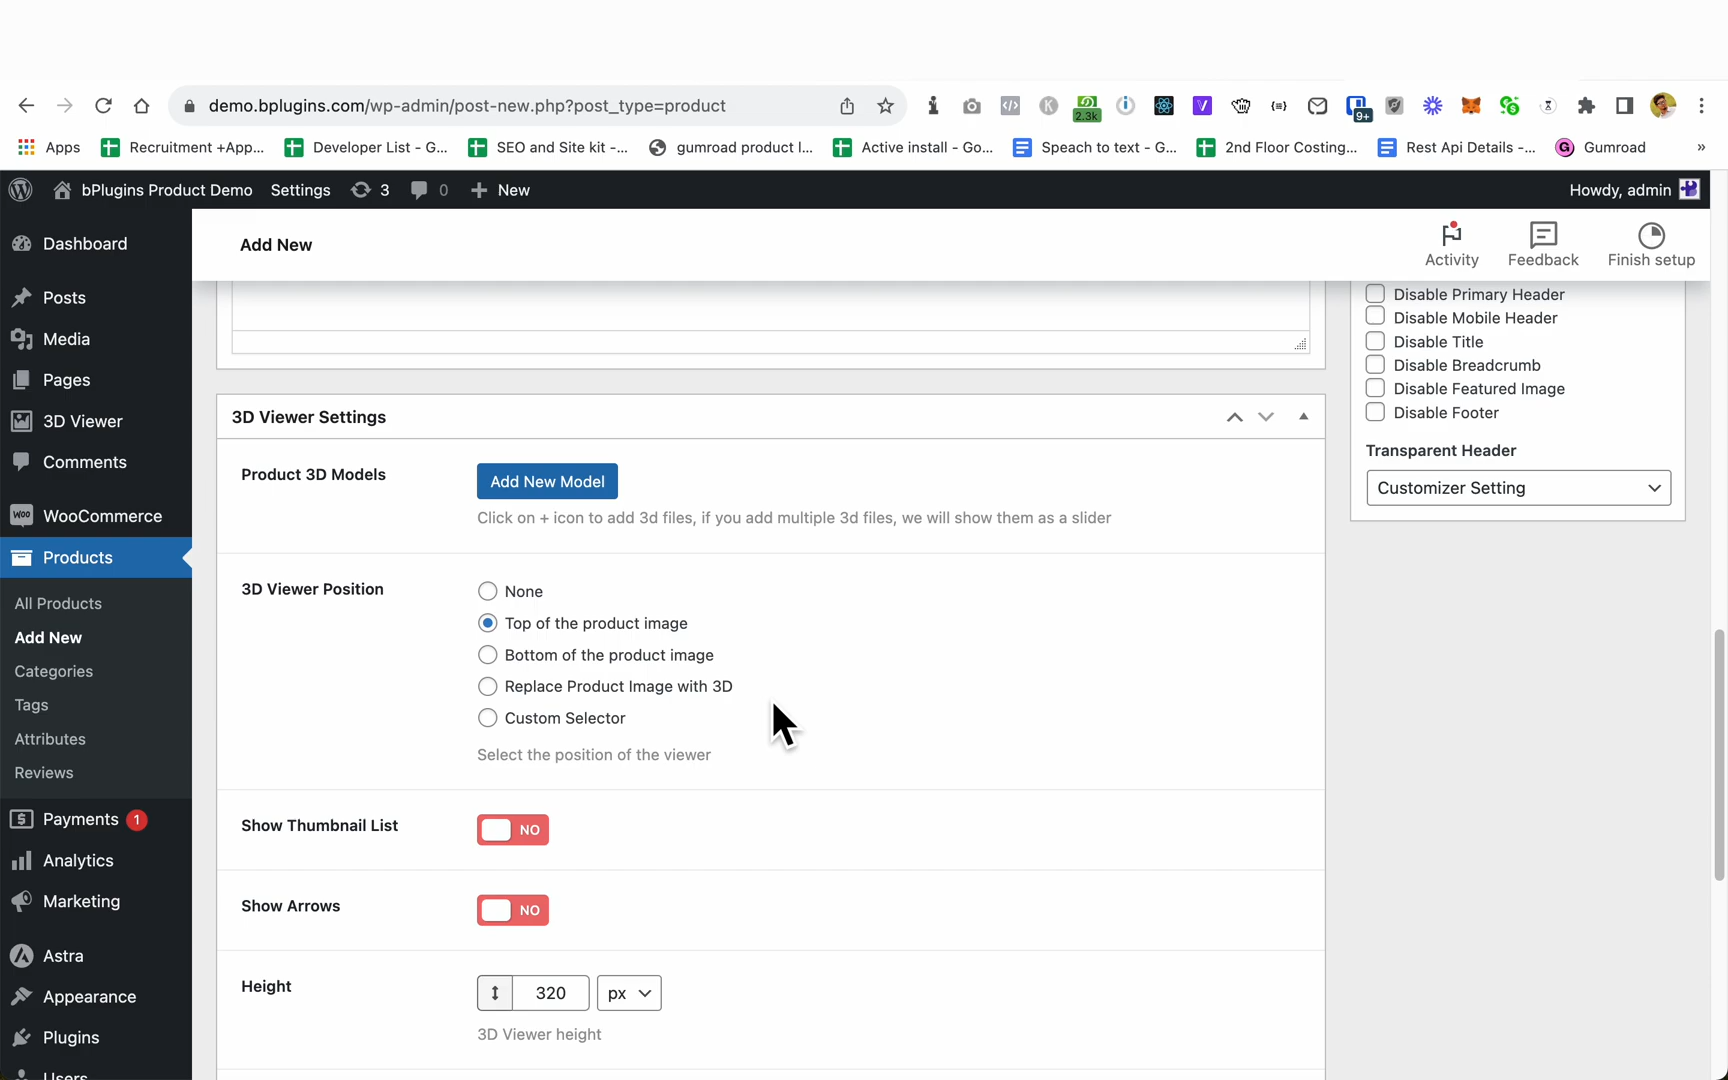 demo.bplugins.com/wp-admin/post-new.php?post_type=product
2.3k
9+
Apps
Recruitment +App...
Developer List - G...
SEO and Site kit -...
gumroad product l...
Active install - Go...
Speach to text - G...
2nd Floor Costing...
Rest Api Details -...
Gumroad
»
bPlugins Product Demo
Settings
3
0
New
Howdy, admin
Dashboard
Posts
Media
Pages
3D Viewer
Comments
WooCommerce
Products
All Products
Add New
Categories
Tags
Attributes
Reviews
Payments 1
Analytics
Marketing
Astra
Appearance
Plugins
Users
Add New
Activity
Feedback
Finish setup
3D Viewer Settings
Product 3D Models
Add New Model
Click on + icon to add 3d files, if you add multiple 3d files, we will show them as a slider
3D Viewer Position
None
Top of the product image
Bottom of the product image
Replace Product Image with 3D
Custom Selector
Select the position of the viewer
Show Thumbnail List
NO
Show Arrows
NO
Height
320
px
3D Viewer height
Disable Primary Header
Disable Mobile Header
Disable Title
Disable Breadcrumb
Disable Featured Image
Disable Footer
Transparent Header
Customizer Setting